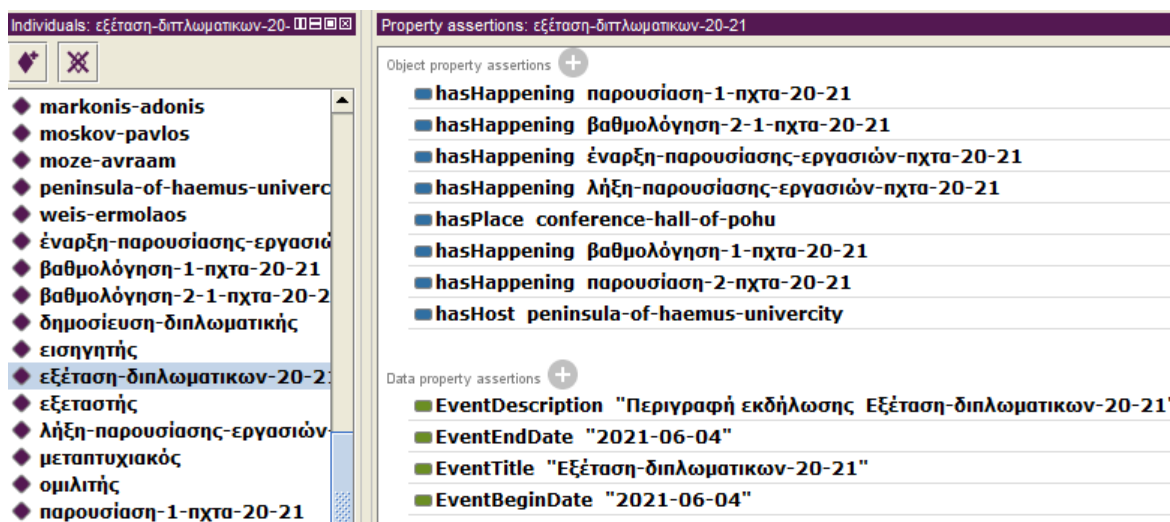 Individuals: εξέταση-διπλωματικων-20-
markonis-adonis
moskov-pavlos
moze-avraam
peninsula-of-haemus-univerc
weis-ermolaos
έναρξη-παρουσίασης-εργασιώ
βαθμολόγηση-1-πχτα-20-21
βαθμολόγηση-2-1-πχτα-20-2
δημοσίευση-διπλωματικής
εισηγητής
εξέταση-διπλωματικων-20-21
εξεταστής
λήξη-παρουσίασης-εργασιών-
μεταπτυχιακός
ομιλιτής
παρουσίαση-1-πχτα-20-21
Property assertions: εξέταση-διπλωματικων-20-21
Object property assertions
hasHappening παρουσίαση-1-πχτα-20-21
hasHappening βαθμολόγηση-2-1-πχτα-20-21
hasHappening έναρξη-παρουσίασης-εργασιών-πχτα-20-21
hasHappening λήξη-παρουσίασης-εργασιών-πχτα-20-21
hasPlace conference-hall-of-pohu
hasHappening βαθμολόγηση-1-πχτα-20-21
hasHappening παρουσίαση-2-πχτα-20-21
hasHost peninsula-of-haemus-univercity
Data property assertions
EventDescription "Περιγραφή εκδήλωσης Εξέταση-διπλωματικων-20-21"
EventEndDate "2021-06-04"
EventTitle "Εξέταση-διπλωματικων-20-21"
EventBeginDate "2021-06-04"